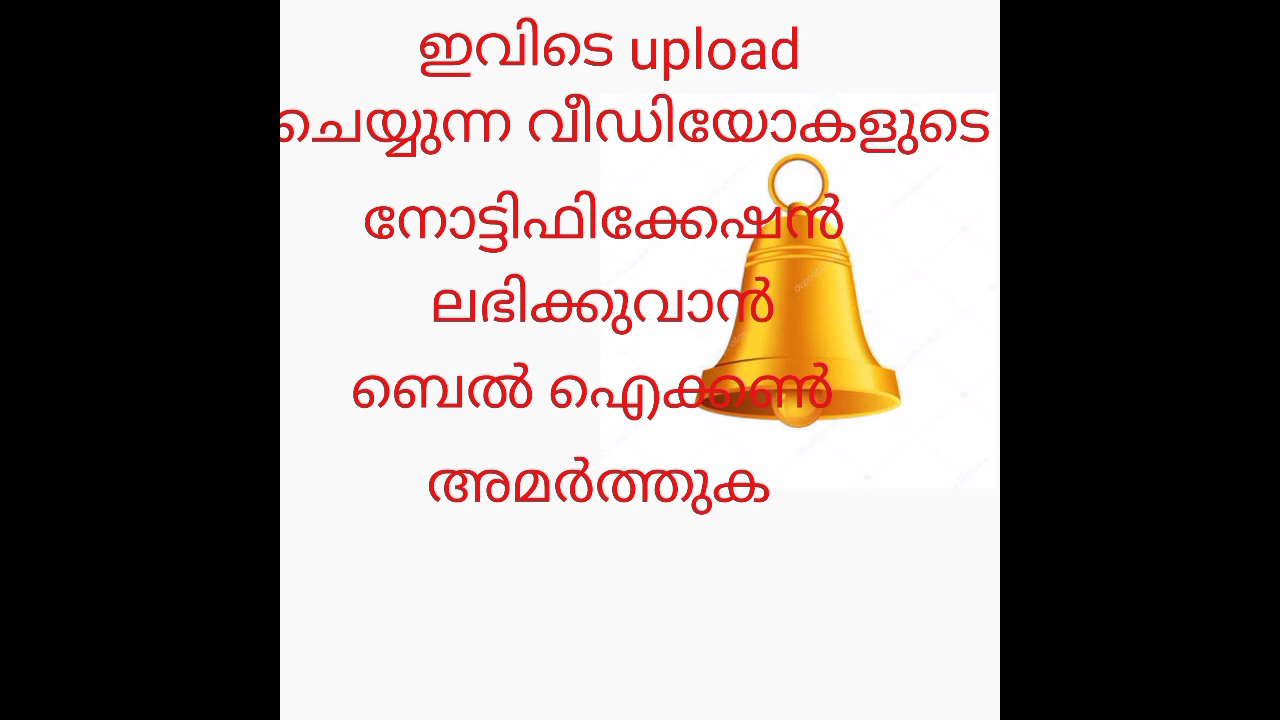 ഇവിടെ upload
ചെയ്യുന്ന വീഡിയോകളുടെ
നോട്ടിഫിക്കേഷൻ
ലഭിക്കുവാൻ
ബെൽ ഐക്കൺ
അമർത്തുക